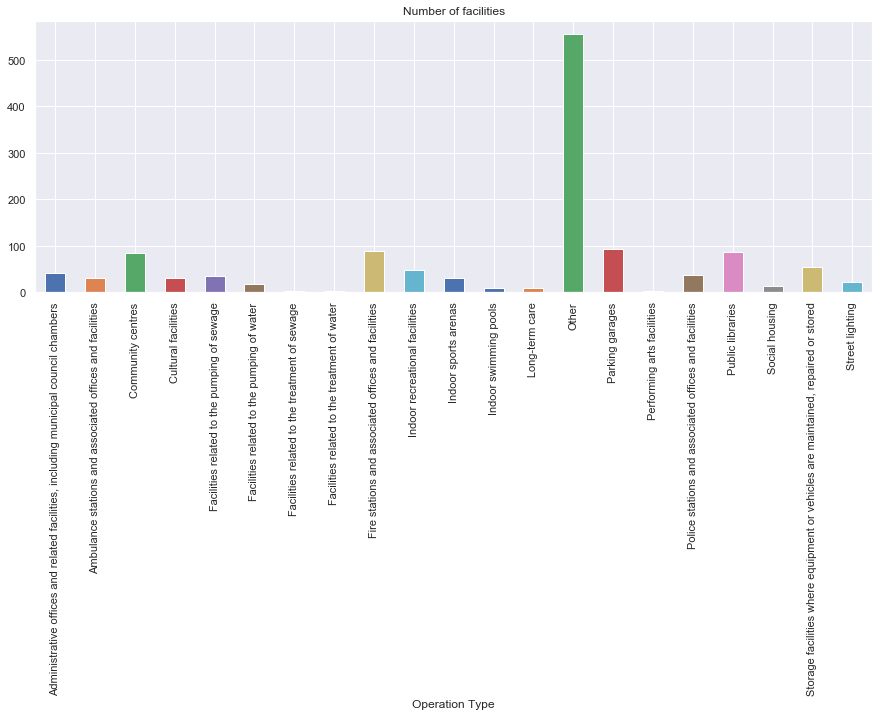 Number of facilities
500
400
300
200
100
0
Administrative offices and related facilities, including municipal council chambers
Ambulance stations and associated offices and facilities
Community centres
Cultural facilities
Facilities related to the pumping of sewage
Facilities related to the pumping of water
Facilities related to the treatment of sewage
Facilities related to the treatment of water
Fire stations and associated offices and facilities
Indoor recreational facilities
Indoor sports arenas
Indoor swimming pools
Long-term care
Other
Parking garages
Performing arts facilities
Police stations and associated offices and facilities
Public libraries
Social housing
Storage facilities where equipment or vehicles are maintained, repaired or stored
Street lighting
Operation Type